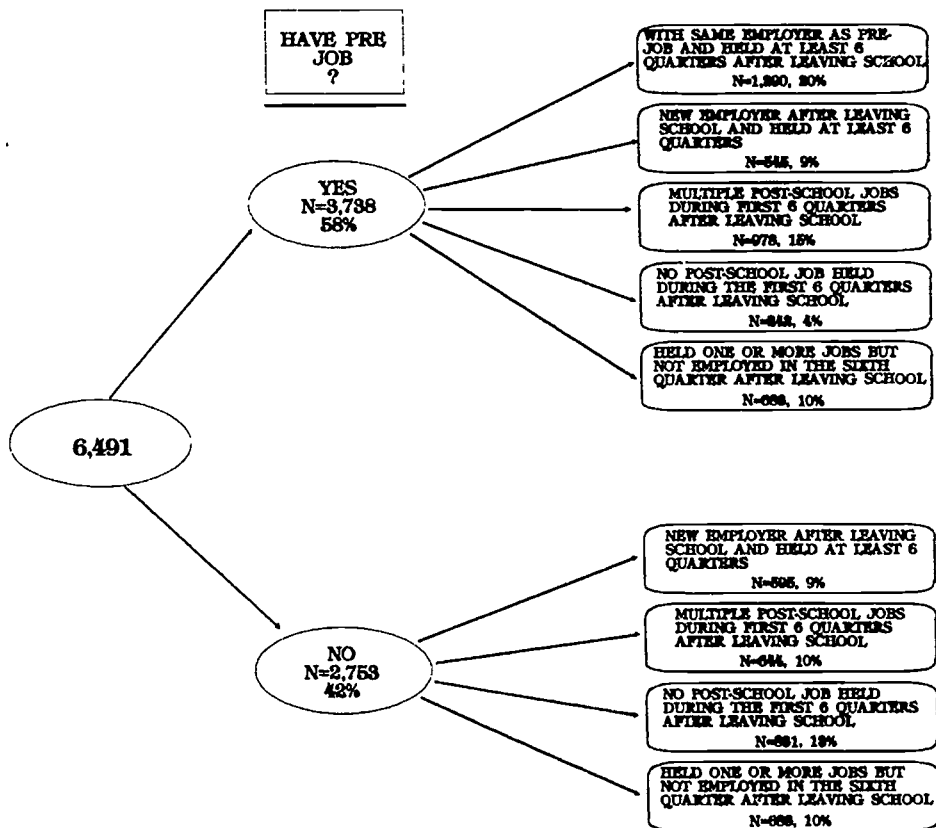 HAVE PRE
JOB
?
WITH SAME EMPLOYER AS PRE-
JOB AND HELD AT LEAST 6
QUARTERS AFTER LEAVING SCHOOL
N=1,290, 20%
NEW EMPLOYER AFTER LEAVING
SCHOOL AND HELD AT LEAST 6
QUARTERS
N=545, 9%
YES
N=3,738
58%
MULTIPLE POST-SCHOOL JOBS
DURING FIRST 6 QUARTERS
AFTER LEAVING SCHOOL
15%
NO POST-SCHOOL JOB HELD
DURING THE FIRST 6 QUARTERS
AFTER LEAVING SCHOOL
N=242, 4%
HELD ONE OR MORE JOBS BUT
NOT EMPLOYED IN THE SIXTH
QUARTER AFTER LEAVING SCHOOL
10%
6,491
NEW EMPLOYER AFTER LEAVING
SCHOOL AND HELD AT LEAST 6
QUARTERS
N=595, 9%
MULTIPLE POST-SCHOOL JOBS
DURING FIRST 6 QUARTERS
AFTER LEAVING SCHOOL
N=644, 10%
NO
N=2,753
42%
NO POST-SCHOOL JOB HELD
DURING THE FIRST 6 QUARTERS
AFTER LEAVING SCHOOL
N=831, 13%
HELD ONE OR MORE JOBS BUT
NOT EMPLOYED IN THE SIXTH
QUARTER AFTER LEAVING SCHOOL
10%